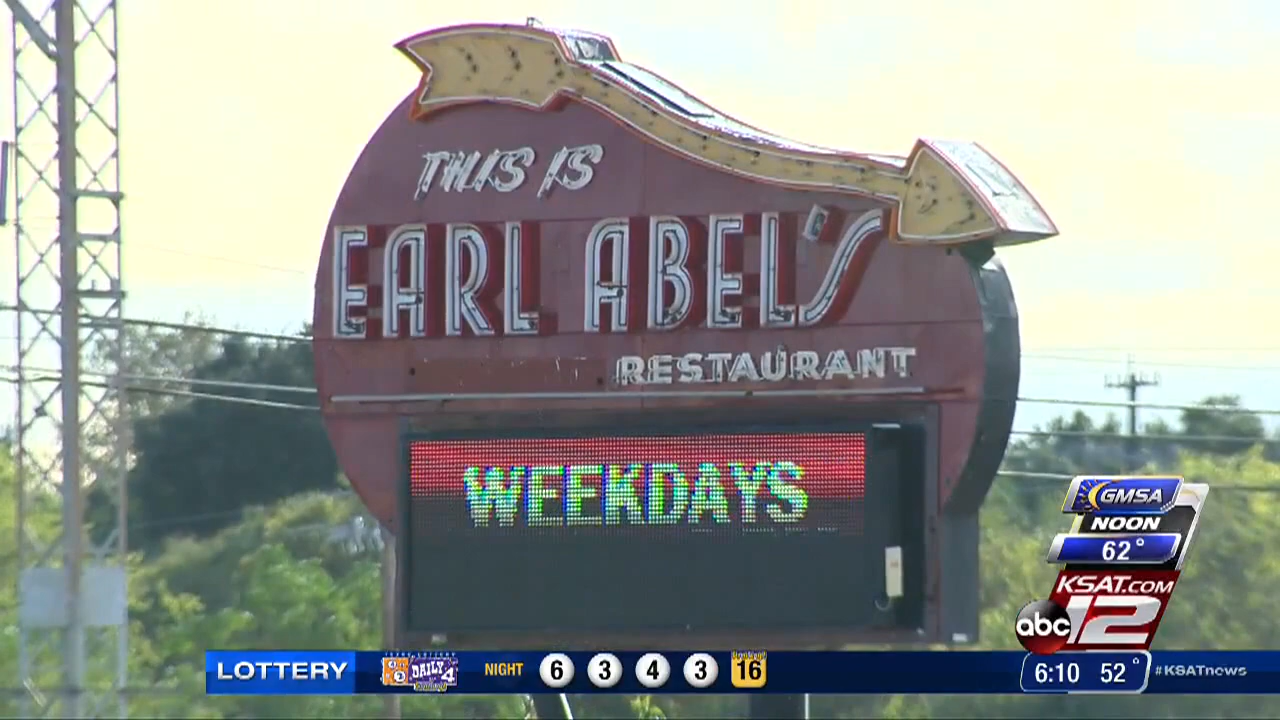 THIS IS
EARL ABEL'S
RESTAURANT
WEEKDAYS
GMSA
NOON
62°
KSAT.COM
abc 12
LOTTERY DAILY 4 NIGHT 6 3 4 3 16
6:10 52° #KSATnews